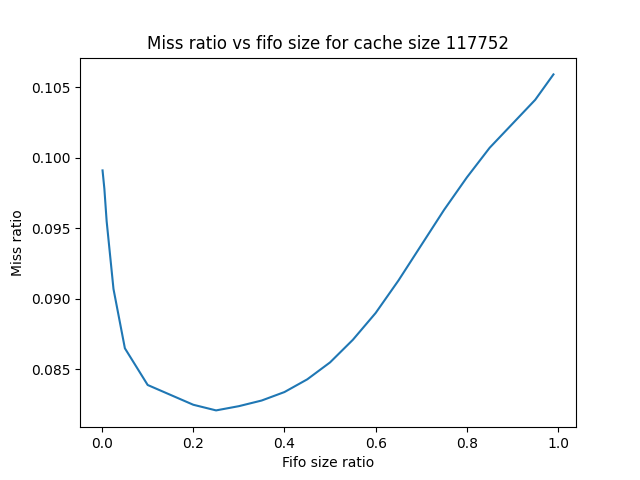 Miss ratio vs fifo size for cache size 117752
0.105
0.100
0.095
0.090
0.085
Miss ratio
0.0 0.2 0.4 0.6 0.8 1.0
Fifo size ratio